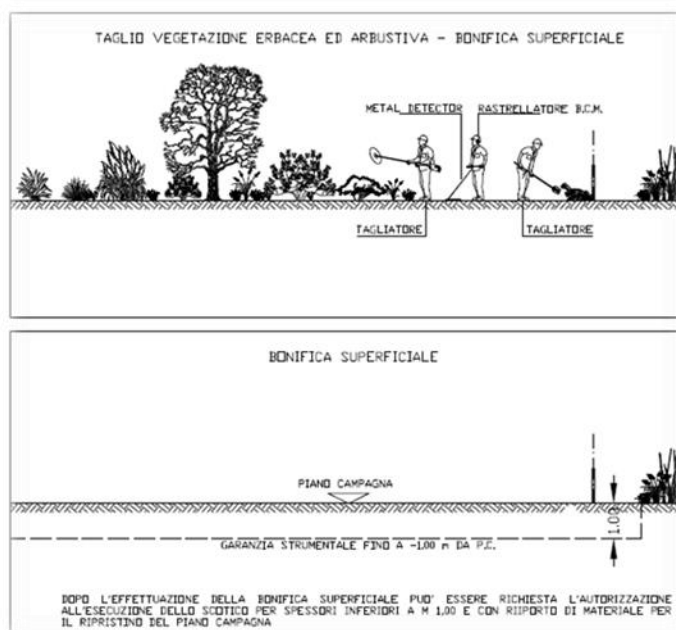 TAGLIO VEGETAZIONE ERBACEA ED ARBUSTIVA - BONIFICA SUPERFICIALE
METAL DETECTOR
RASTRELLATORE B.C.M.
TAGLIATORE
TAGLIATORE
BONIFICA SUPERFICIALE
PIANO CAMPAGNA
1.00
GARANZIA STRUMENTALE FINO A -1,00 m DA P.C.
DOPO L'EFFETTUAZIONE DELLA BONIFICA SUPERFICIALE PUO' ESSERE RICHIESTA L'AUTORIZZAZIONE
ALL'ESECUZIONE DELLO SCOTICO PER SPESSORI INFERIORI A M 1,00 E CON RIIPORTO DI MATERIALE PER
IL RIPRISTINO DEL PIANO CAMPAGNA